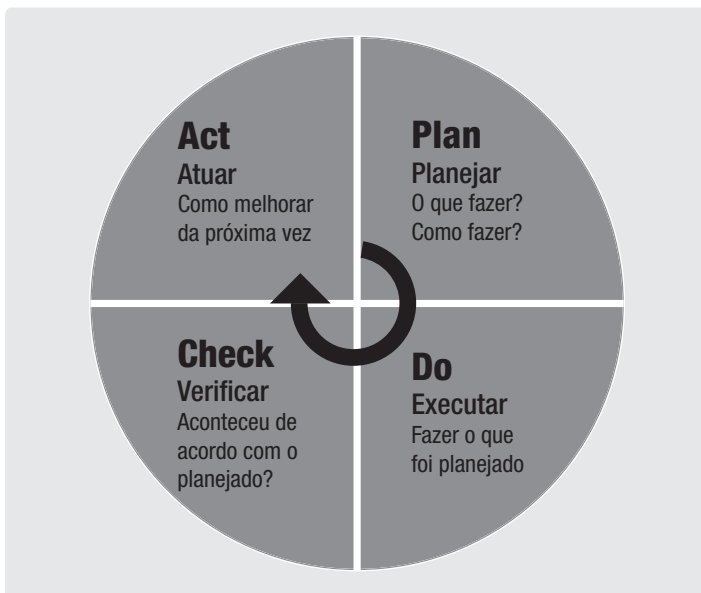 Act
Atuar
Como melhorar
da próxima vez
Plan
Planejar
O que fazer?
Como fazer?
Check
Verificar
Aconteceu de
acordo com o
planejado?
Do
Executar
Fazer o que
foi planejado